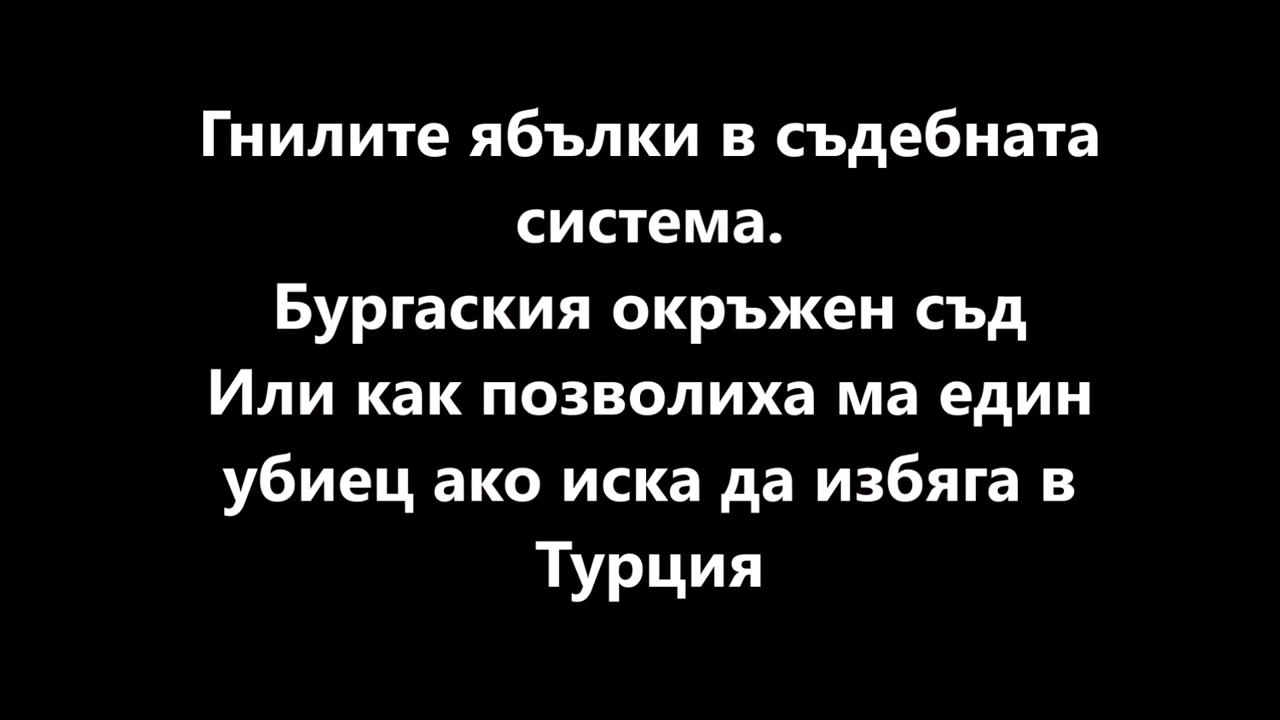 Гнилите ябълки в съдебната
система.
Бургаския окръжен съд
Или как позволиха ма един
убиец ако иска да избяга в
Турция